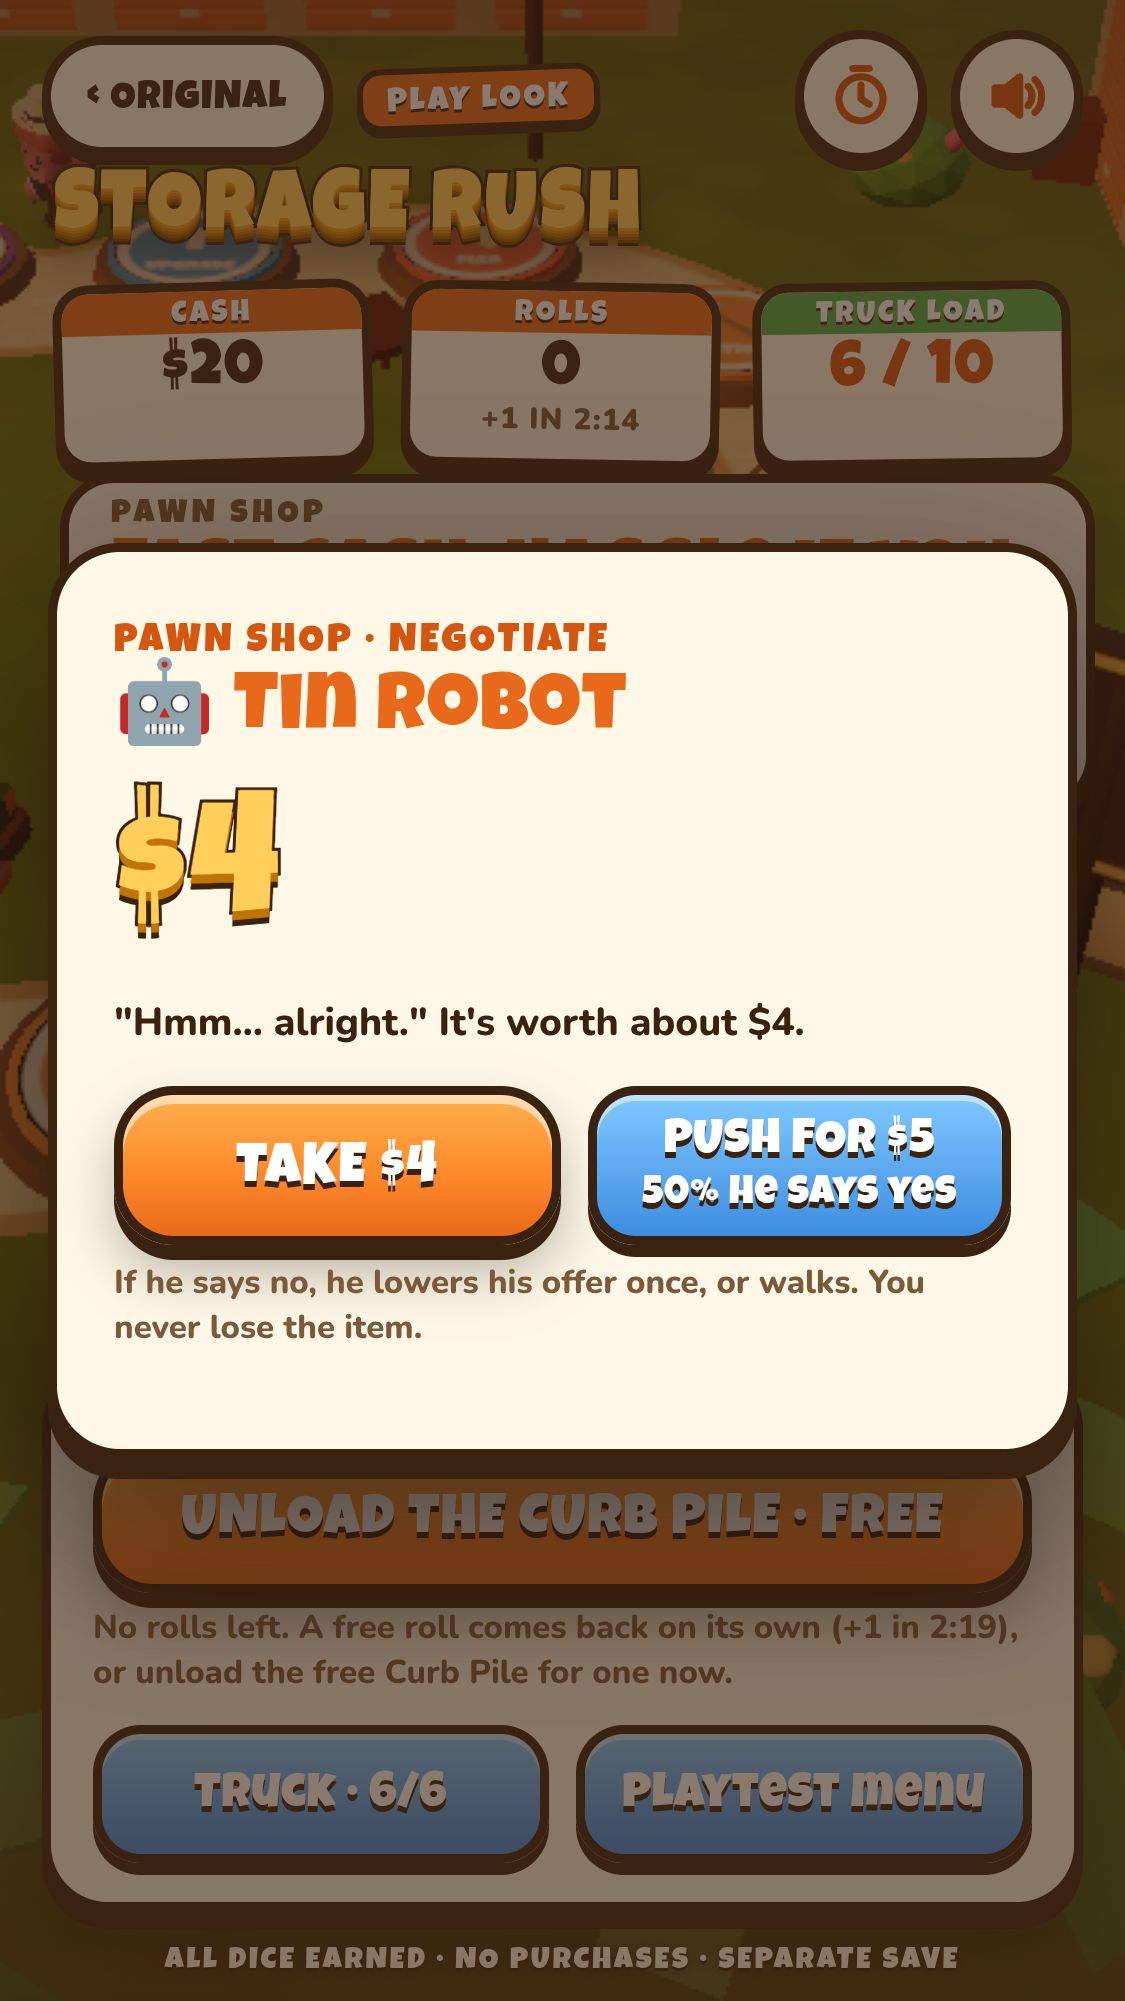 ‹ ORIGINAL
PLAY LOOK
STORAGE RUSH
CASH
$20
ROLLS
0
+1 IN 2:14
TRUCK LOAD
6 / 10
PAWN SHOP
PAWN SHOP · NEGOTIATE
TIN ROBOT
$4
"Hmm... alright." It's worth about $4.
TAKE $4
PUSH FOR $5
50% HE SAYS YES
If he says no, he lowers his offer once, or walks. You
never lose the item.
UNLOAD THE CURB PILE · FREE
No rolls left. A free roll comes back on its own (+1 in 2:19),
or unload the free Curb Pile for one now.
TRUCK · 6/6
PLAYTEST MENU
ALL DICE EARNED · NO PURCHASES · SEPARATE SAVE